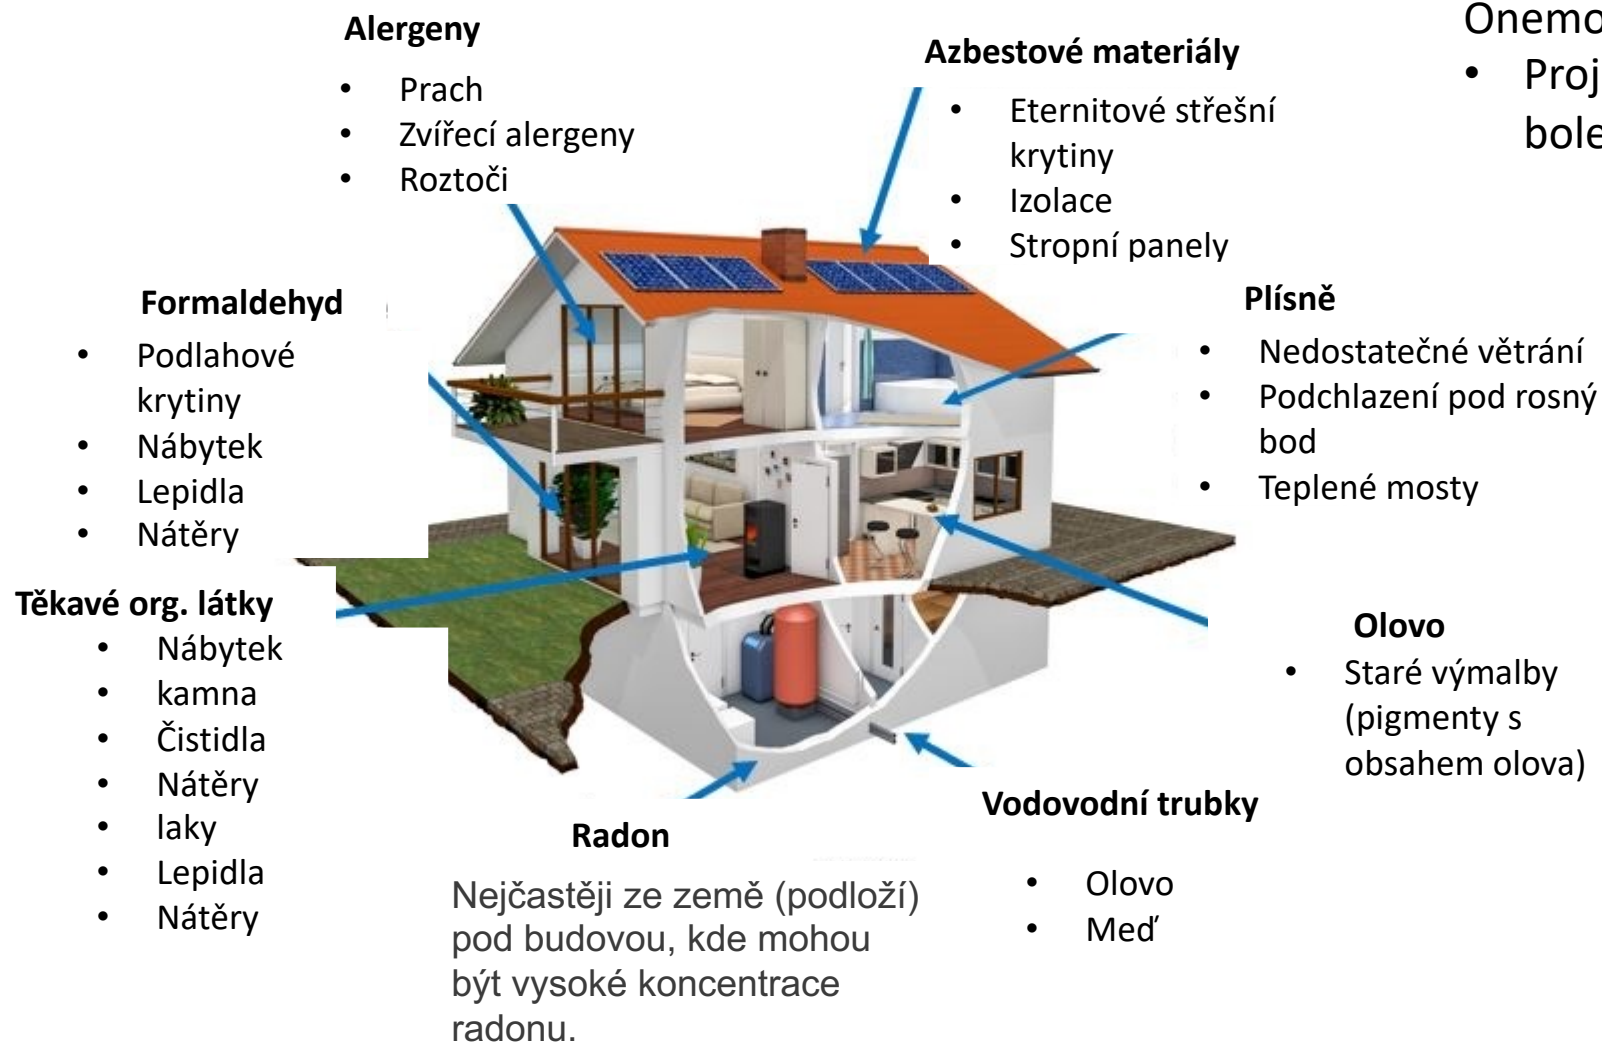 Alergeny
• Prach
• Zvířecí alergeny
• Roztoči
Azbestové materiály
• Eternitové střešní
krytiny
• Izolace
• Stropní panely
Formaldehyd
• Podlahové
krytiny
• Nábytek
• Lepidla
• Nátěry
Plísně
• Nedostatečné větrání
• Podchlazení pod rosný
bod
• Teplené mosty
Těkavé org. látky
• Nábytek
• kamna
• Čistidla
• Nátěry
• laky
• Lepidla
• Nátěry
Olovo
• Staré výmalby
(pigmenty s
obsahem olova)
Radon
Nejčastěji ze země (podloží)
pod budovou, kde mohou
být vysoké koncentrace
radonu.
Vodovodní trubky
• Olovo
• Meď